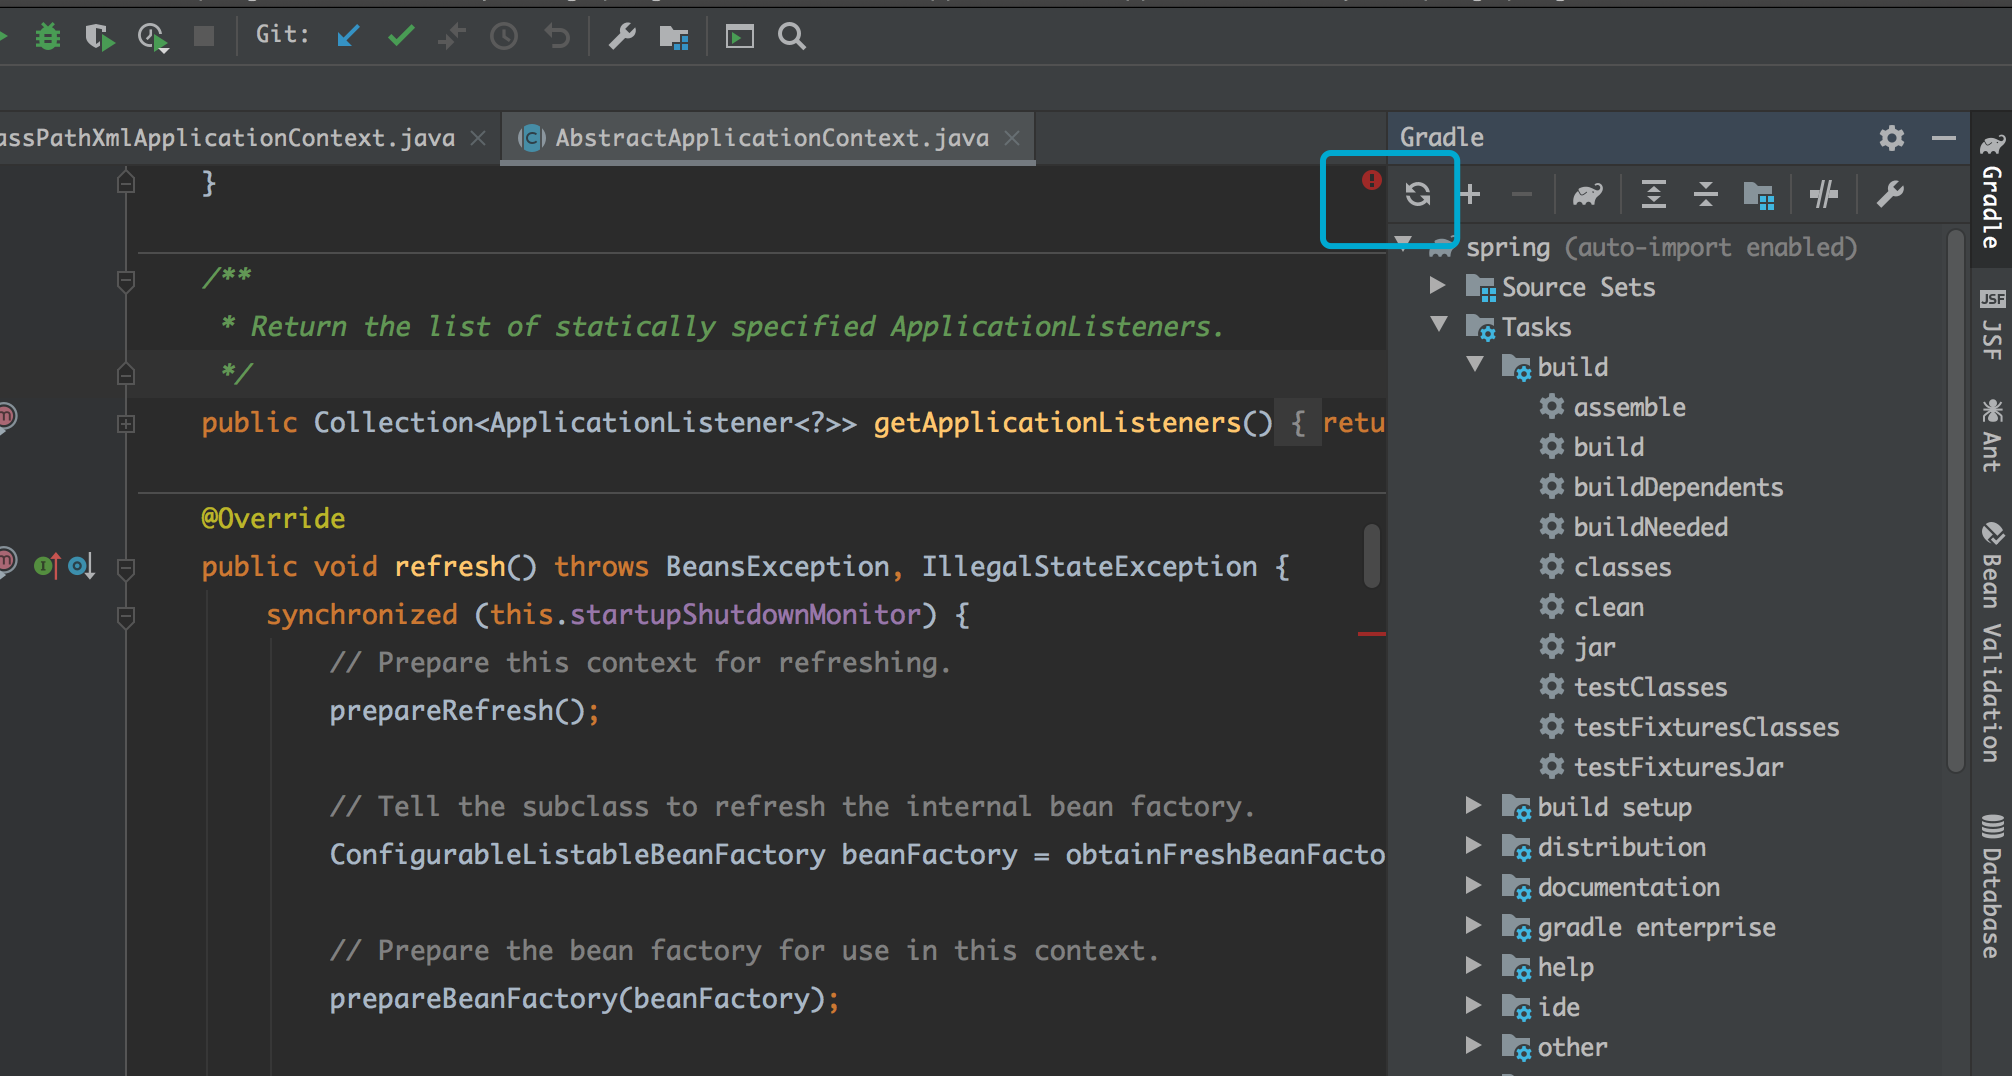 Git:
assPathXmlApplicationContext.java
AbstractApplicationContext.java
Gradle
}
/**
* Return the list of statically specified ApplicationListeners.
*/
public Collection<ApplicationListener<?>> getApplicationListeners() { retu
@Override
public void refresh() throws BeansException, IllegalStateException {
synchronized (this.startupShutdownMonitor) {
// Prepare this context for refreshing.
prepareRefresh();
// Tell the subclass to refresh the internal bean factory.
ConfigurableListableBeanFactory beanFactory = obtainFreshBeanFacto
// Prepare the bean factory for use in this context.
prepareBeanFactory(beanFactory);
spring (auto-import enabled)
Source Sets
Tasks
build
assemble
build
buildDependents
buildNeeded
classes
clean
jar
testClasses
testFixturesClasses
testFixturesJar
build setup
distribution
documentation
gradle enterprise
help
ide
other
Gradle
JSF
JSF
Ant
Bean Validation
Database